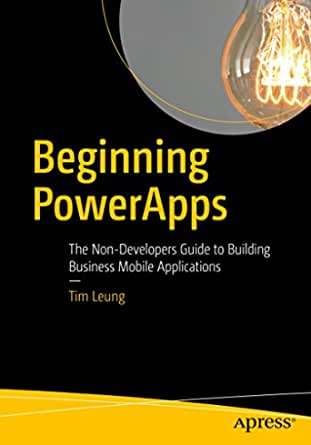 Beginning
PowerApps
The Non-Developers Guide to Building
Business Mobile Applications
—
Tim Leung
Apress®